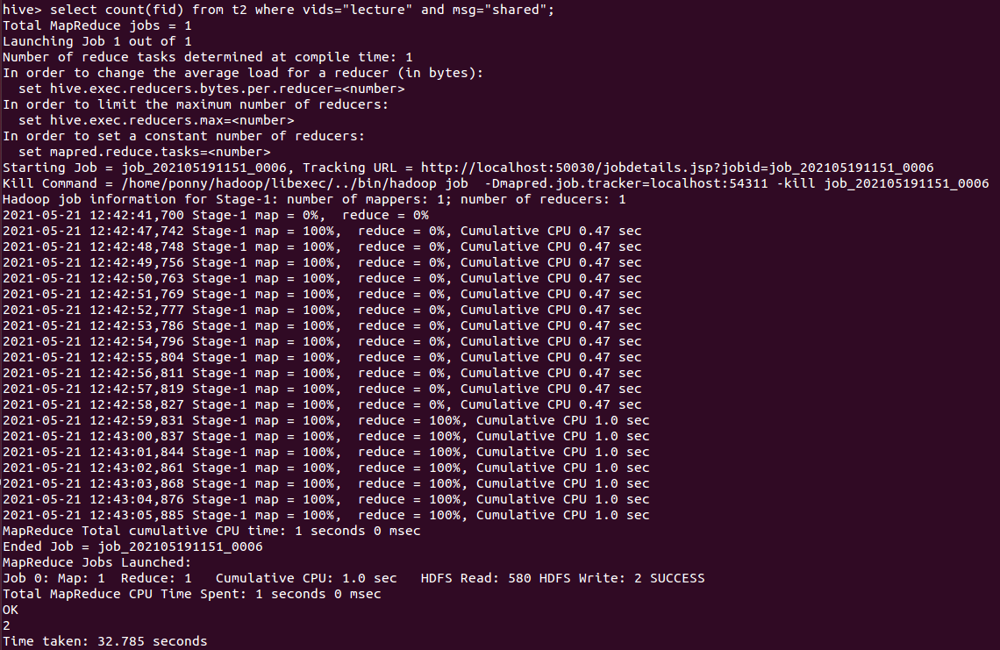 hive> select count(fid) from t2 where vids="lecture" and msg="shared";
Total MapReduce jobs = 1
Launching Job 1 out of 1
Number of reduce tasks determined at compile time: 1
In order to change the average load for a reducer (in bytes):
  set hive.exec.reducers.bytes.per.reducer=<number>
In order to limit the maximum number of reducers:
  set hive.exec.reducers.max=<number>
In order to set a constant number of reducers:
  set mapred.reduce.tasks=<number>
Starting Job = job_202105191151_0006, Tracking URL = http://localhost:50030/jobdetails.jsp?jobid=job_202105191151_0006
Kill Command = /home/ponny/hadoop/libexec/../bin/hadoop job  -Dmapred.job.tracker=localhost:54311 -kill job_202105191151_0006
Hadoop job information for Stage-1: number of mappers: 1; number of reducers: 1
2021-05-21 12:42:41,700 Stage-1 map = 0%,  reduce = 0%
2021-05-21 12:42:47,742 Stage-1 map = 100%,  reduce = 0%, Cumulative CPU 0.47 sec
2021-05-21 12:42:48,748 Stage-1 map = 100%,  reduce = 0%, Cumulative CPU 0.47 sec
2021-05-21 12:42:49,756 Stage-1 map = 100%,  reduce = 0%, Cumulative CPU 0.47 sec
2021-05-21 12:42:50,763 Stage-1 map = 100%,  reduce = 0%, Cumulative CPU 0.47 sec
2021-05-21 12:42:51,769 Stage-1 map = 100%,  reduce = 0%, Cumulative CPU 0.47 sec
2021-05-21 12:42:52,777 Stage-1 map = 100%,  reduce = 0%, Cumulative CPU 0.47 sec
2021-05-21 12:42:53,786 Stage-1 map = 100%,  reduce = 0%, Cumulative CPU 0.47 sec
2021-05-21 12:42:54,796 Stage-1 map = 100%,  reduce = 0%, Cumulative CPU 0.47 sec
2021-05-21 12:42:55,804 Stage-1 map = 100%,  reduce = 0%, Cumulative CPU 0.47 sec
2021-05-21 12:42:56,811 Stage-1 map = 100%,  reduce = 0%, Cumulative CPU 0.47 sec
2021-05-21 12:42:57,819 Stage-1 map = 100%,  reduce = 0%, Cumulative CPU 0.47 sec
2021-05-21 12:42:58,827 Stage-1 map = 100%,  reduce = 0%, Cumulative CPU 0.47 sec
2021-05-21 12:42:59,831 Stage-1 map = 100%,  reduce = 100%, Cumulative CPU 1.0 sec
2021-05-21 12:43:00,837 Stage-1 map = 100%,  reduce = 100%, Cumulative CPU 1.0 sec
2021-05-21 12:43:01,844 Stage-1 map = 100%,  reduce = 100%, Cumulative CPU 1.0 sec
2021-05-21 12:43:02,861 Stage-1 map = 100%,  reduce = 100%, Cumulative CPU 1.0 sec
2021-05-21 12:43:03,868 Stage-1 map = 100%,  reduce = 100%, Cumulative CPU 1.0 sec
2021-05-21 12:43:04,876 Stage-1 map = 100%,  reduce = 100%, Cumulative CPU 1.0 sec
2021-05-21 12:43:05,885 Stage-1 map = 100%,  reduce = 100%, Cumulative CPU 1.0 sec
MapReduce Total cumulative CPU time: 1 seconds 0 msec
Ended Job = job_202105191151_0006
MapReduce Jobs Launched:
Job 0: Map: 1  Reduce: 1   Cumulative CPU: 1.0 sec   HDFS Read: 580 HDFS Write: 2 SUCCESS
Total MapReduce CPU Time Spent: 1 seconds 0 msec
OK
2
Time taken: 32.785 seconds